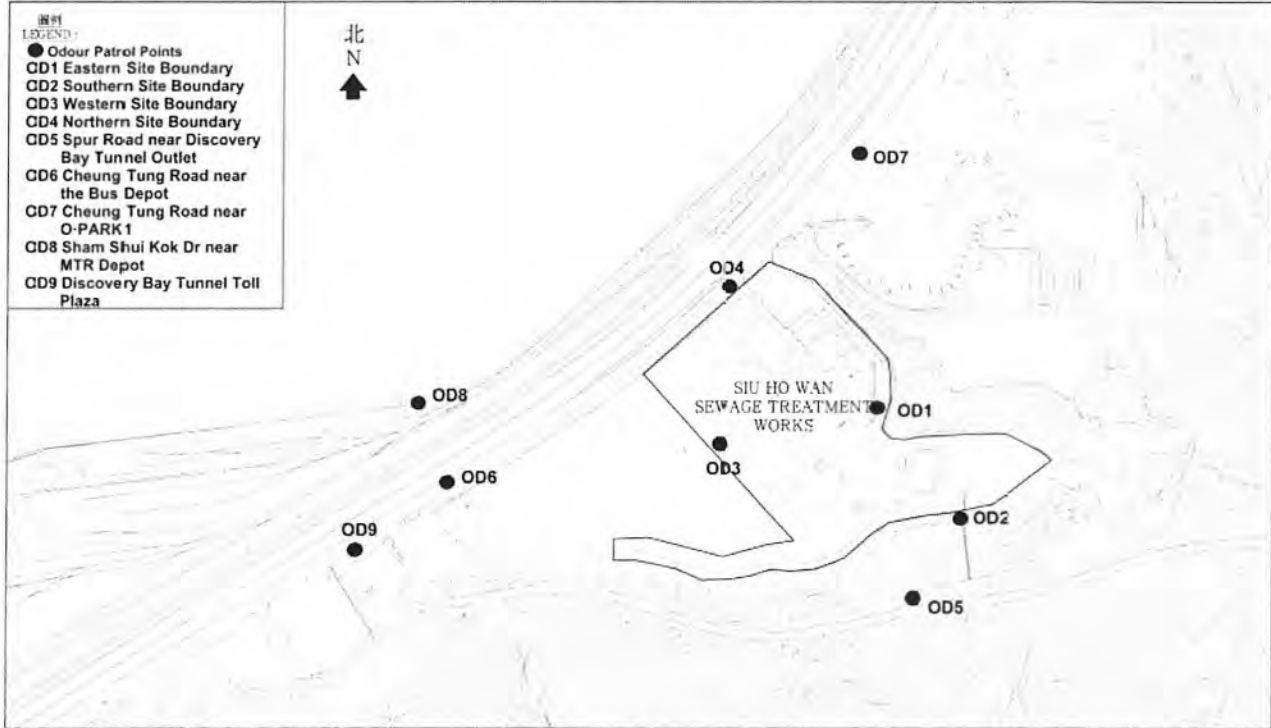 圖例
LEGEND :
Odour Patrol Points
OD1 Eastern Site Boundary
OD2 Southern Site Boundary
OD3 Western Site Boundary
OD4 Northern Site Boundary
OD5 Spur Road near Discovery
Bay Tunnel Outlet
OD6 Cheung Tung Road near
the Bus Depot
OD7 Cheung Tung Road near
O-PARK1
OD8 Sham Shui Kok Dr near
MTR Depot
OD9 Discovery Bay Tunnel Toll
Plaza
北
N
OD7
OD4
OD8
SIU HO WAN
SEWAGE TREATMENT
WORKS
OD1
OD3
OD6
OD2
OD9
OD5